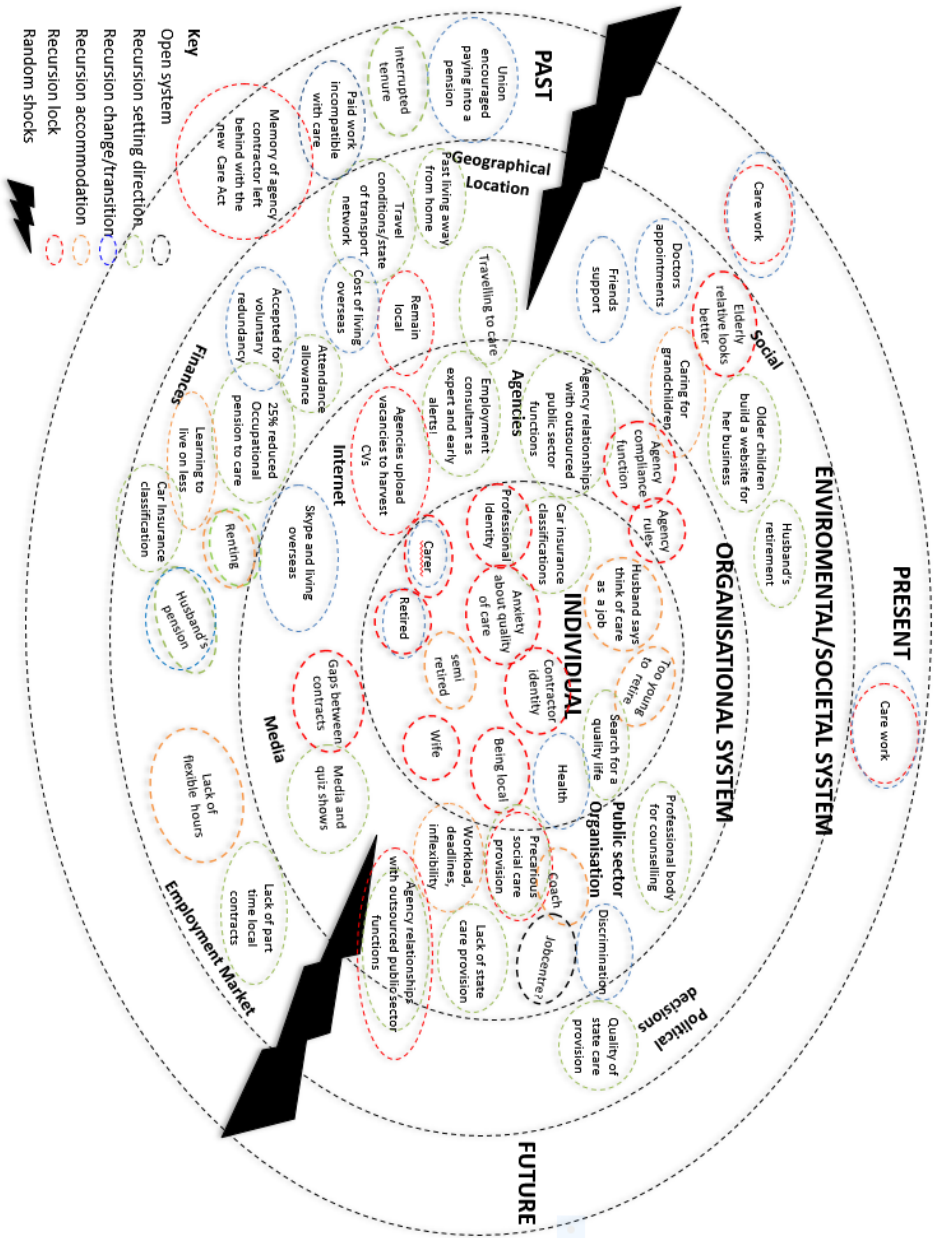 PRESENT
Care work
Care work
ENVIROMENTAL/SOCIETAL SYSTEM
Social
Husband's
retirement
Older children
build a website for
her business
Elderly
relative looks
better
Doctors
appointments
Caring for
grandchildren
Friends
support
ORGANISATIONAL SYSTEM
Political
decisions
Professional body
for counselling
Agency
rules
Agency
compliance
function
Public sector
Organisation
Discrimination
Quality of
state care
provision
Too young
to retire
Husband says
think of care
as a job
Search for a
quality life
INDIVIDUAL
Agency relationships
with outsourced
public sector
functions
Car insurance
classifications
Health
Coach
Jobcentre?
PAST
FUTURE
Agencies
Contractor
identity
Professional
Identity
Anxiety
about quality
of care
Being local
Precarious
social care
provision
Union
encouraged
paying into a
pension
Geographical
Location
Travelling to care
Employment
consultant as
expert and early
alerts!
semi
retired
Wife
Workload,
deadlines,
inflexibility
Lack of state
care provision
Interrupted
tenure
Past living away
from home
Remain
local
Agencies upload
vacancies to harvest
CVs
Carer
Retired
Agency relationships
with outsourced public sector
functions
Paid work
incompatible
with care
Travel
conditions/state
of transport
network
Cost of living
overseas
Attendance
allowance
Internet
Gaps between
contracts
Media and
quiz shows
Media
Skype and living
overseas
Memory of agency
contractor left
behind with the
new Care Act
Accepted for
voluntary
redundancy
25% reduced
Occupational
pension to care
Finances
Learning to
live on less
Renting
Car Insurance
classification
Husband's
pension
Lack of
flexible hours
Lack of part
time local
contracts
Employment Market
Key
Open system
Recursion setting direction
Recursion change/transition
Recursion accommodation
Recursion lock
Random shocks